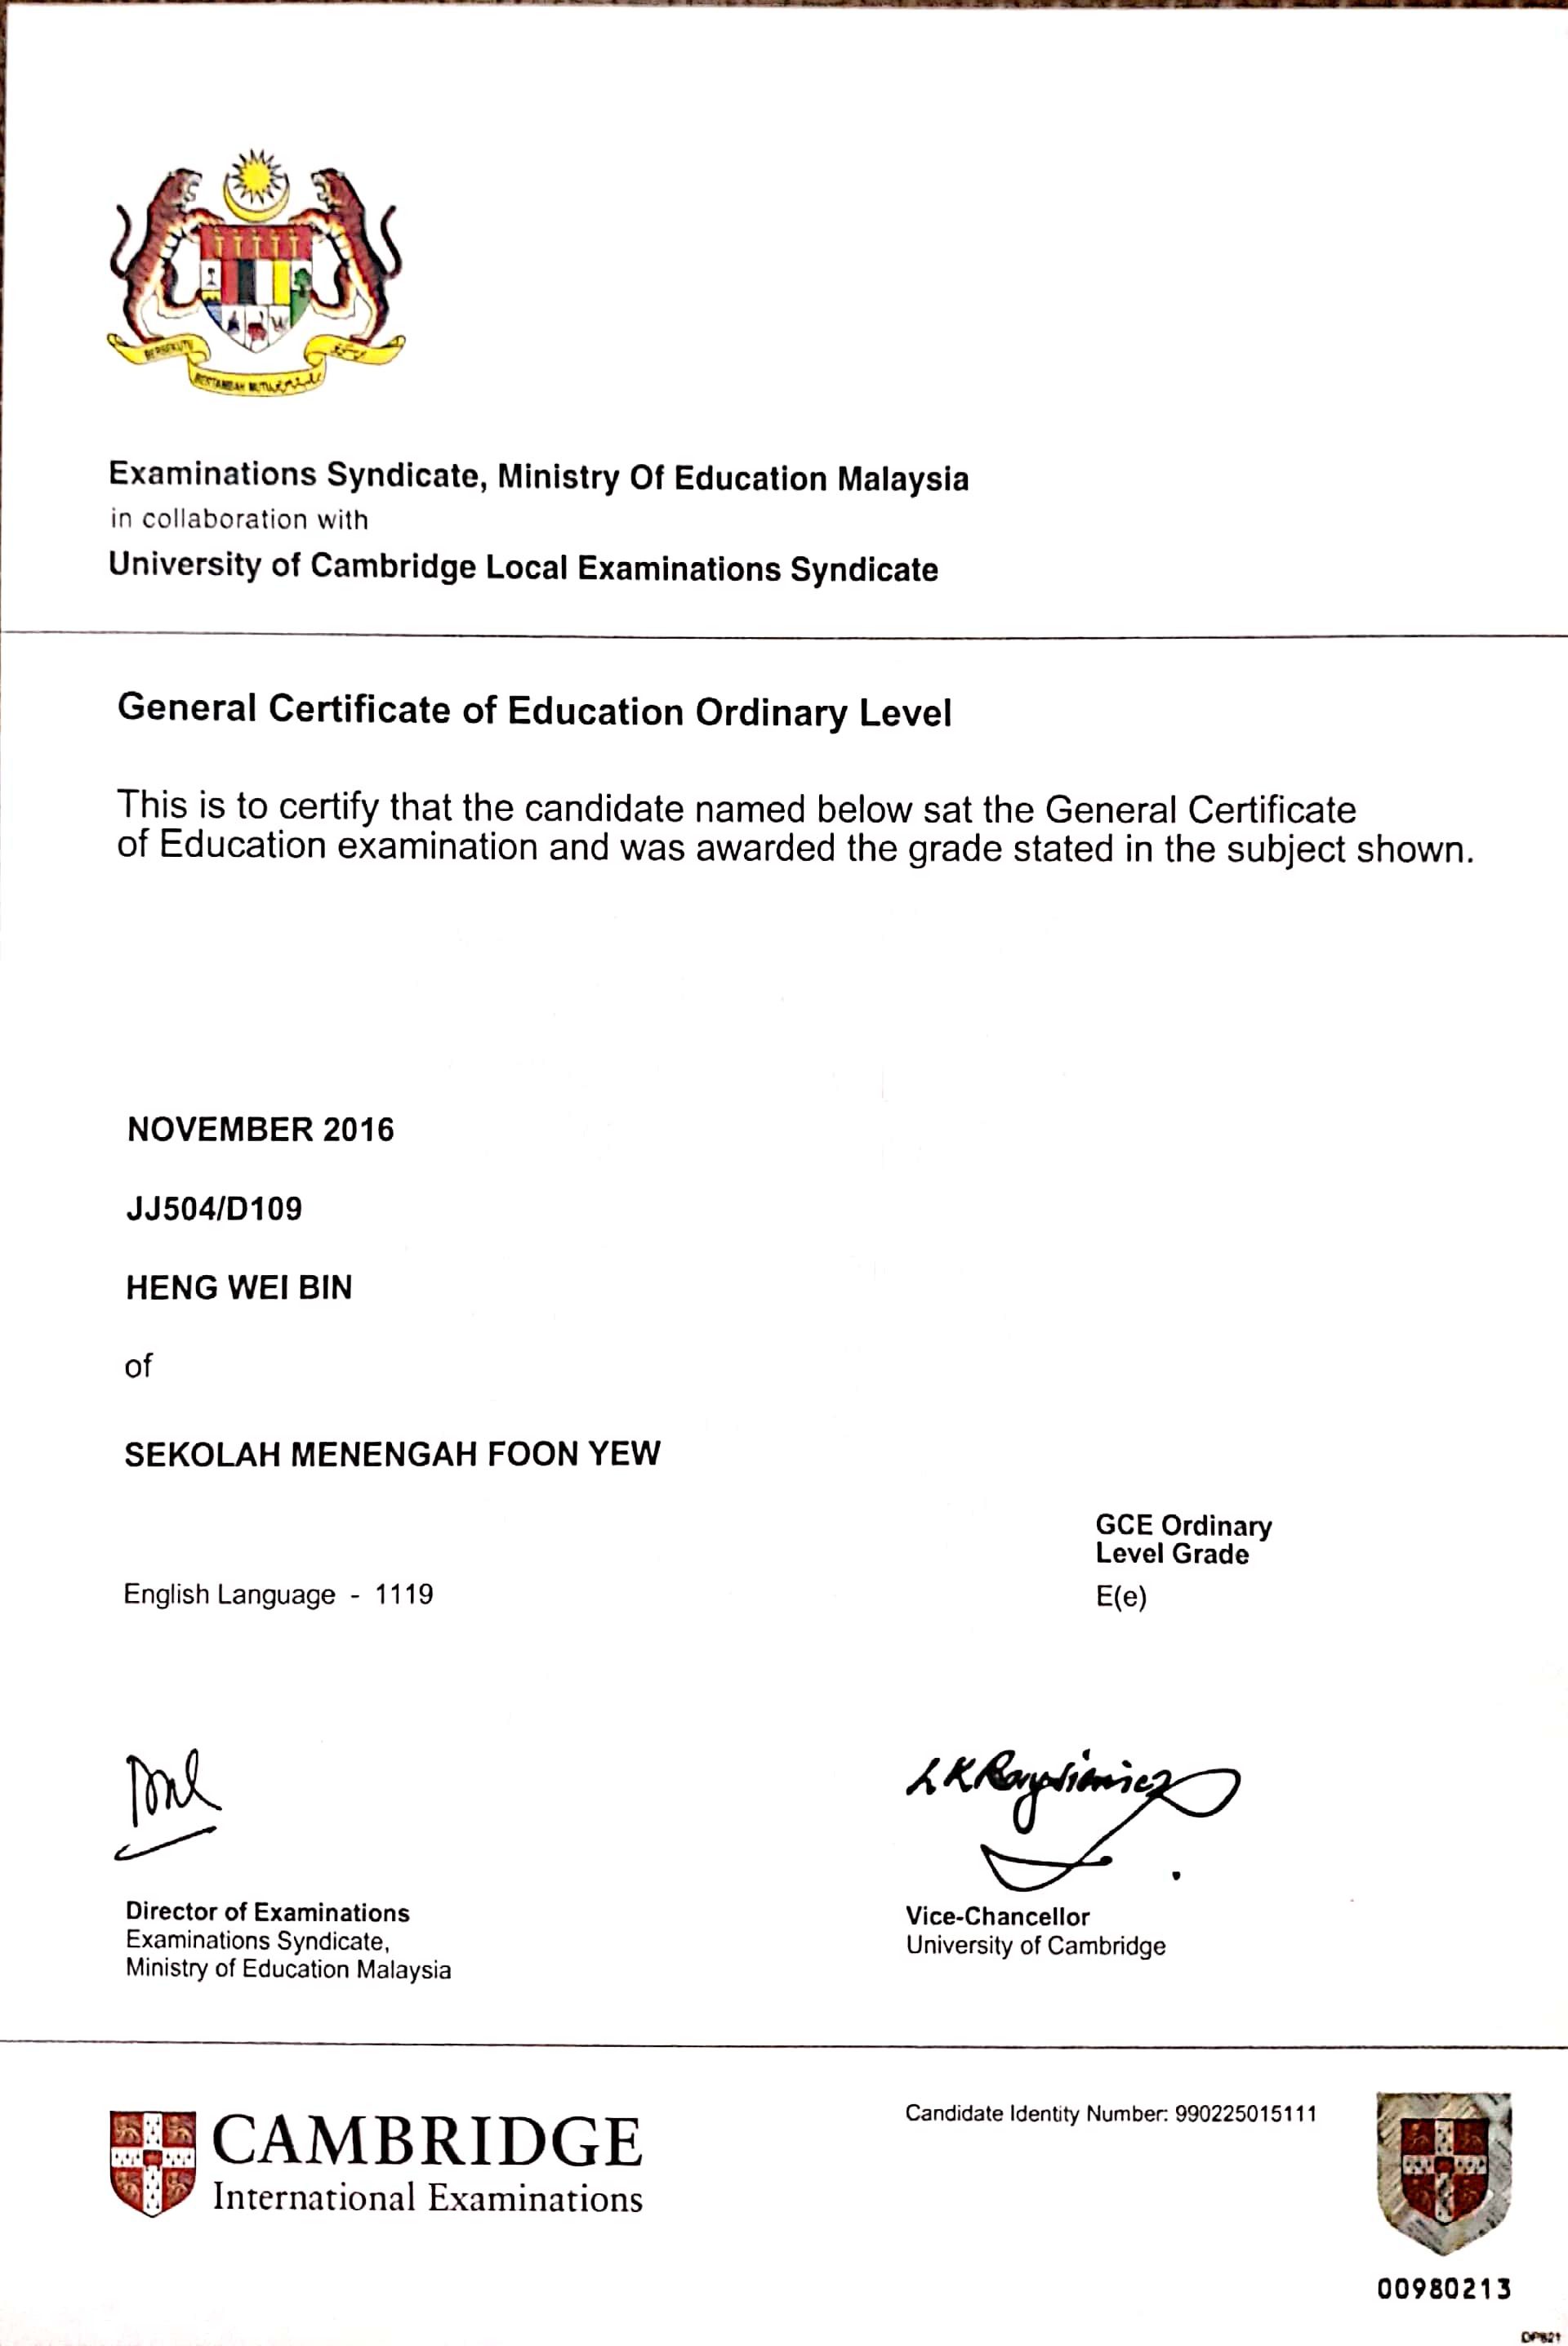 BERSEKUTU
BERTAMBAH MUTU
Examinations Syndicate, Ministry Of Education Malaysia
in collaboration with
University of Cambridge Local Examinations Syndicate
General Certificate of Education Ordinary Level
This is to certify that the candidate named below sat the General Certificate
of Education examination and was awarded the grade stated in the subject shown.
NOVEMBER 2016
JJ504/D109
HENG WEI BIN
of
SEKOLAH MENENGAH FOON YEW
GCE Ordinary
Level Grade
English Language - 1119 E(e)
Director of Examinations
Examinations Syndicate,
Ministry of Education Malaysia
Vice-Chancellor
University of Cambridge
CAMBRIDGE
International Examinations
Candidate Identity Number: 990225015111
00980213